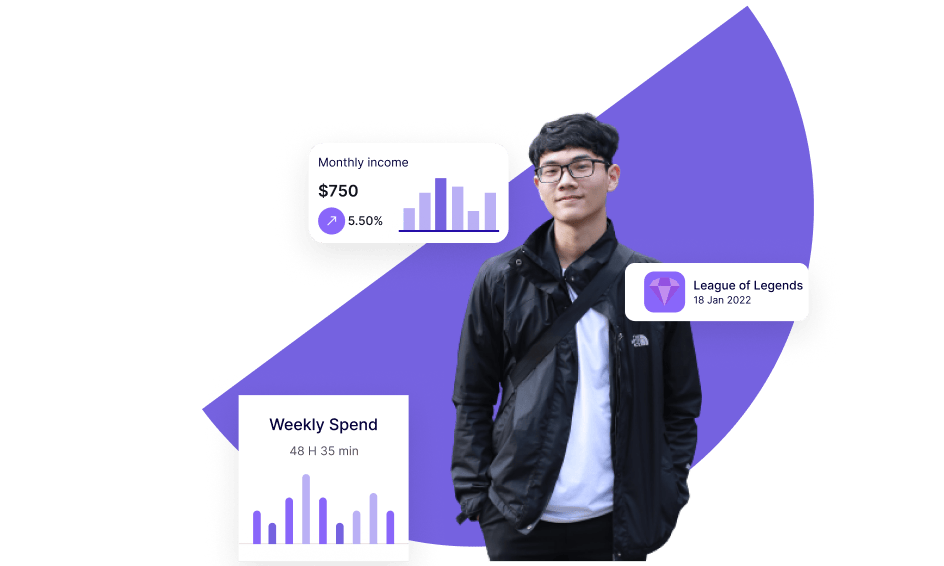 Monthly income
$750
5.50%
League of Legends
18 Jan 2022
Weekly Spend
48 H 35 min